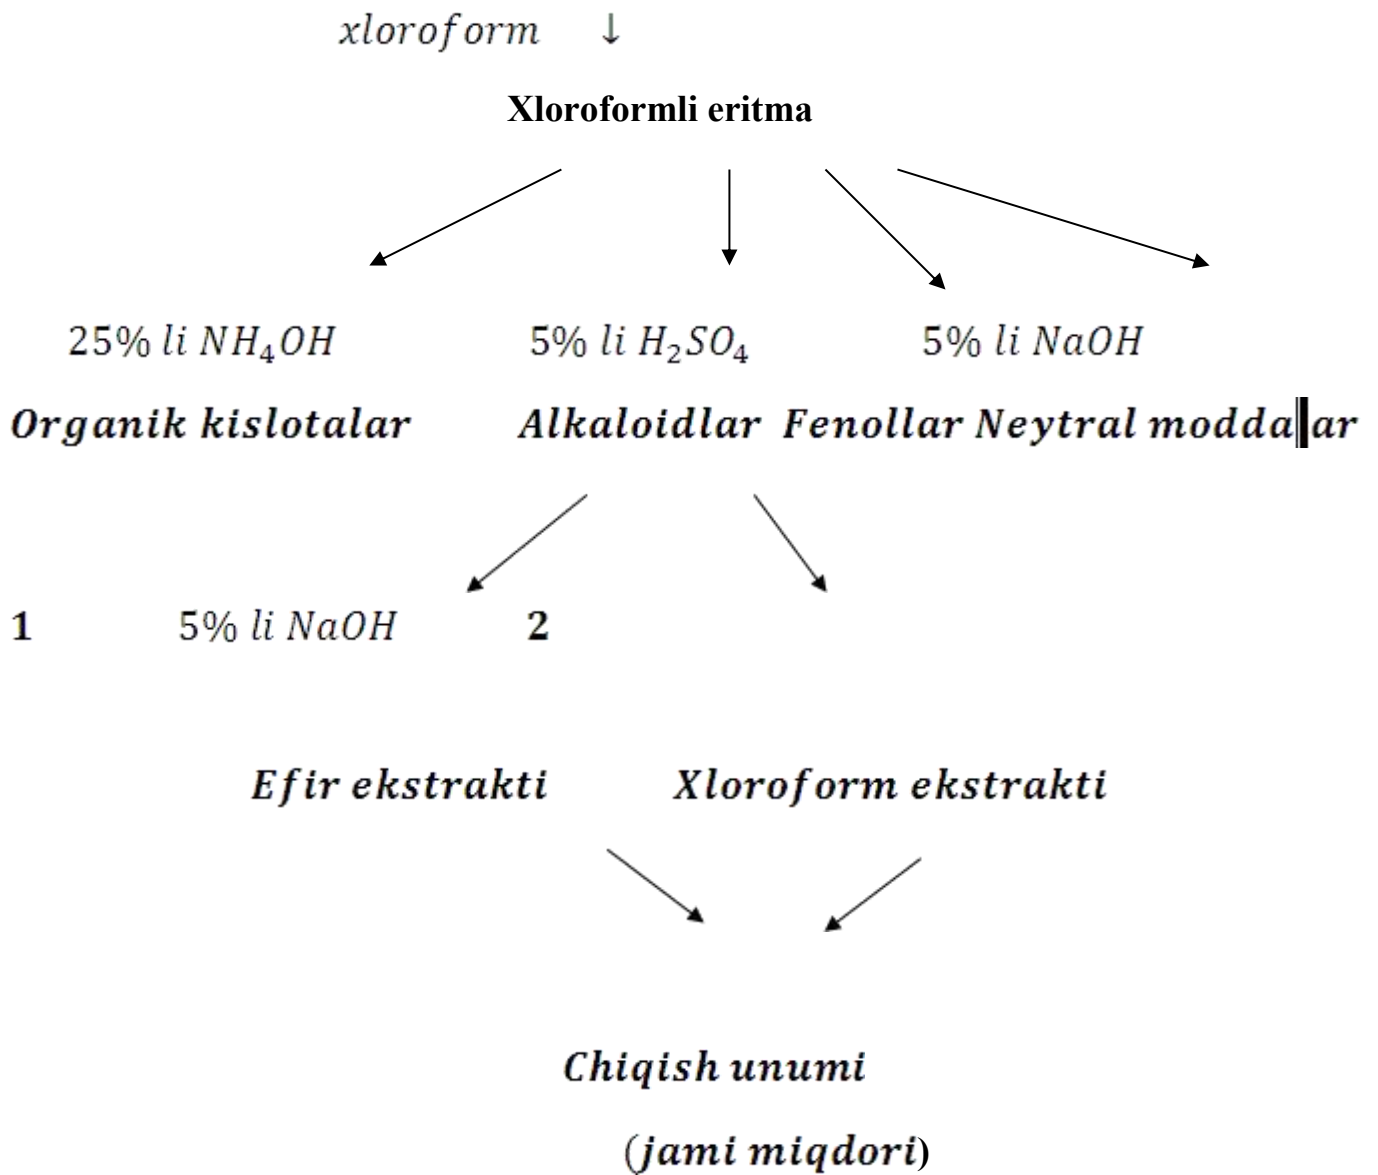 xloroform ↓
Xloroformli eritma
25% li NH₄OH 5% li H₂SO₄ 5% li NaOH
Organik kislotalar Alkaloidlar Fenollar Neytral moddalar
1 5% li NaOH 2
Efir ekstrakti Xloroform ekstrakti
Chiqish unumi
(jami miqdori)